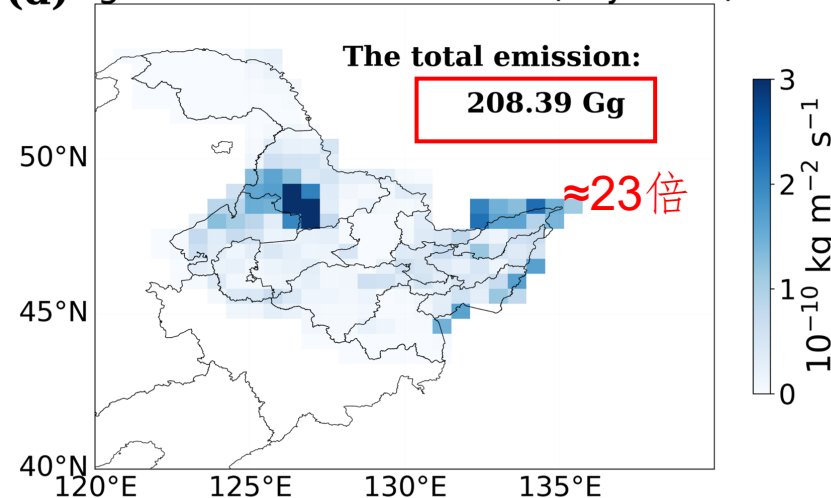 (d)
The total emission:
208.39 Gg
≈23倍
50°N
45°N
40°N
120°E 125°E 130°E 135°E
3
2
1
0
10⁻¹⁰ kg m⁻² s⁻¹